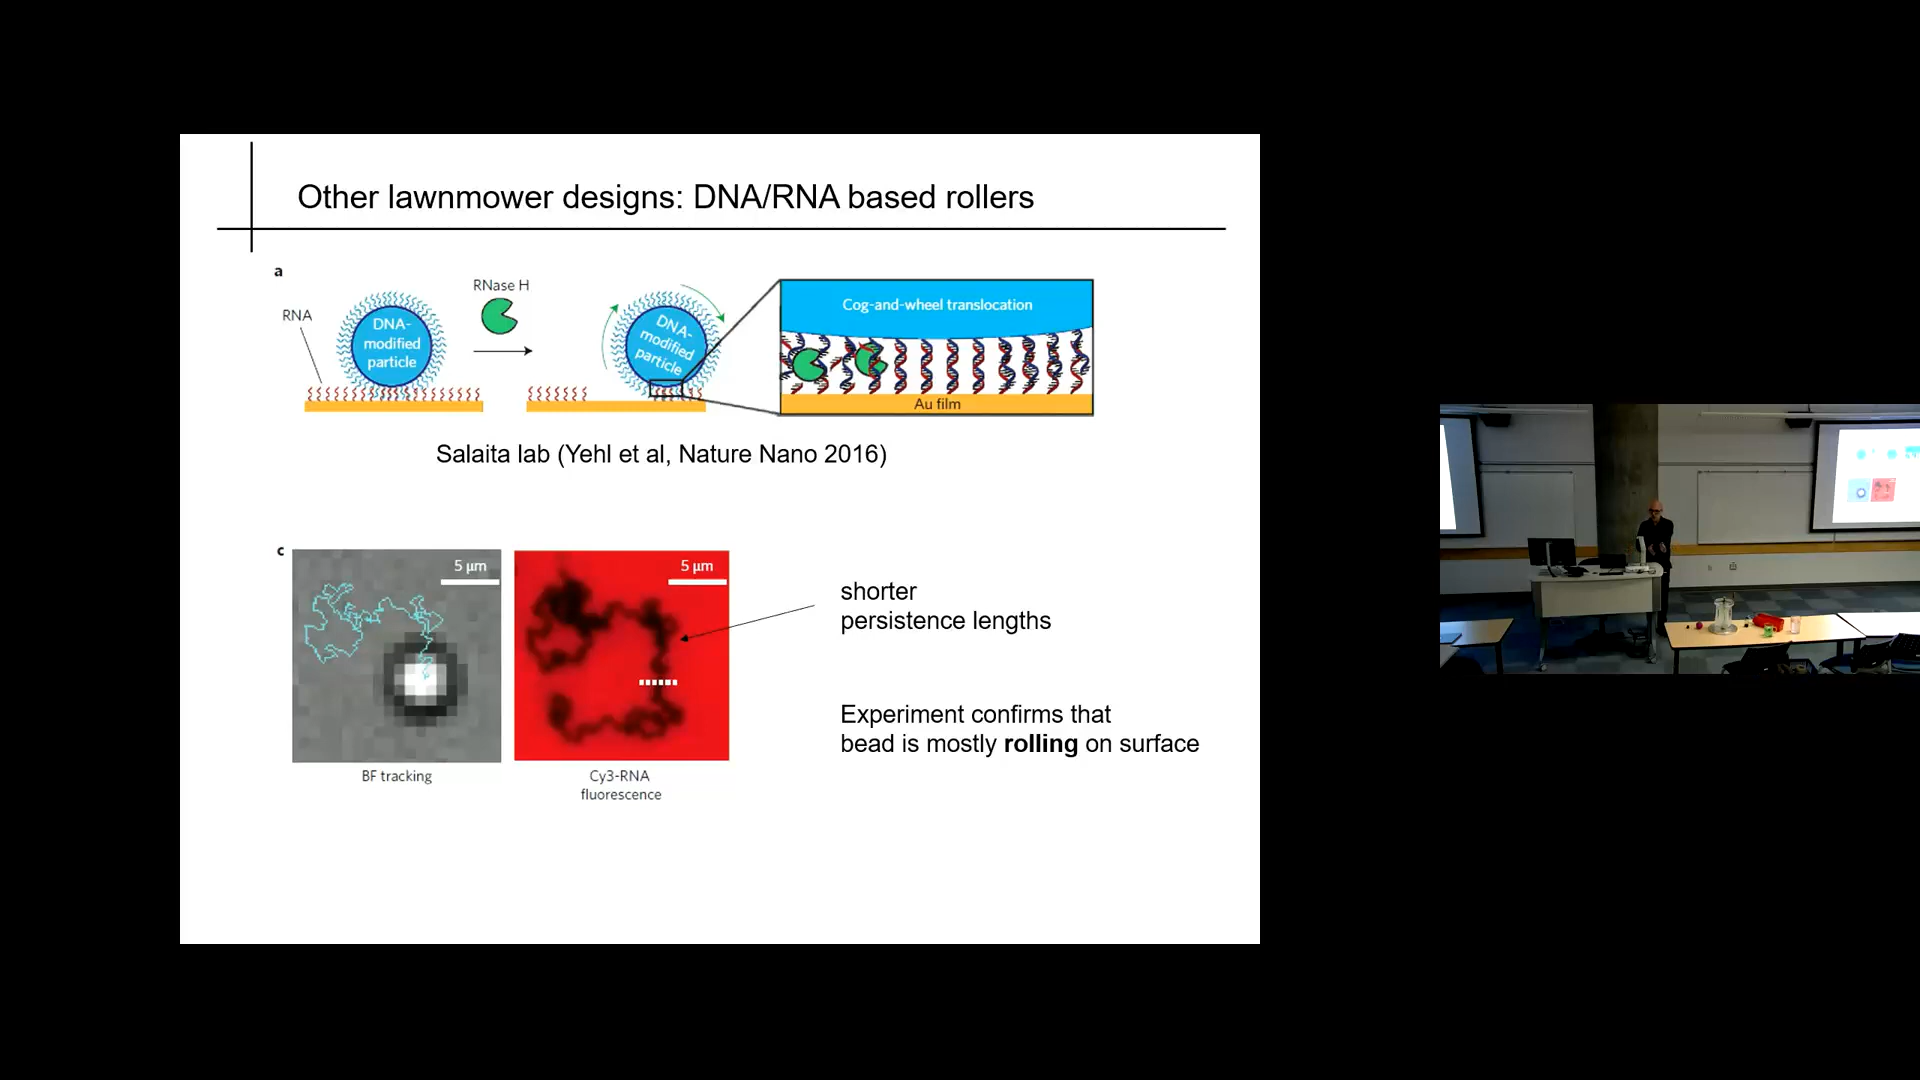 Other lawnmower designs: DNA/RNA based rollers
a
RNA
DNA-
modified
particle
RNase H
DNA-
modified
particle
Cog-and-wheel translocation
Au film
Salaita lab (Yehl et al, Nature Nano 2016)
c
5 µm
5 µm
BF tracking
Cy3-RNA
fluorescence
shorter
persistence lengths
Experiment confirms that
bead is mostly rolling on surface